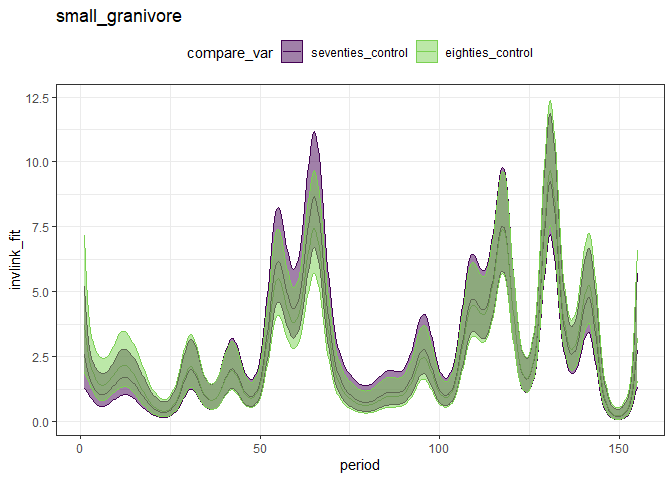 small_granivore
compare_var seventies_control eighties_control
12.5
10.0
7.5
5.0
2.5
0.0
invlink_fit
0 50 100 150
period